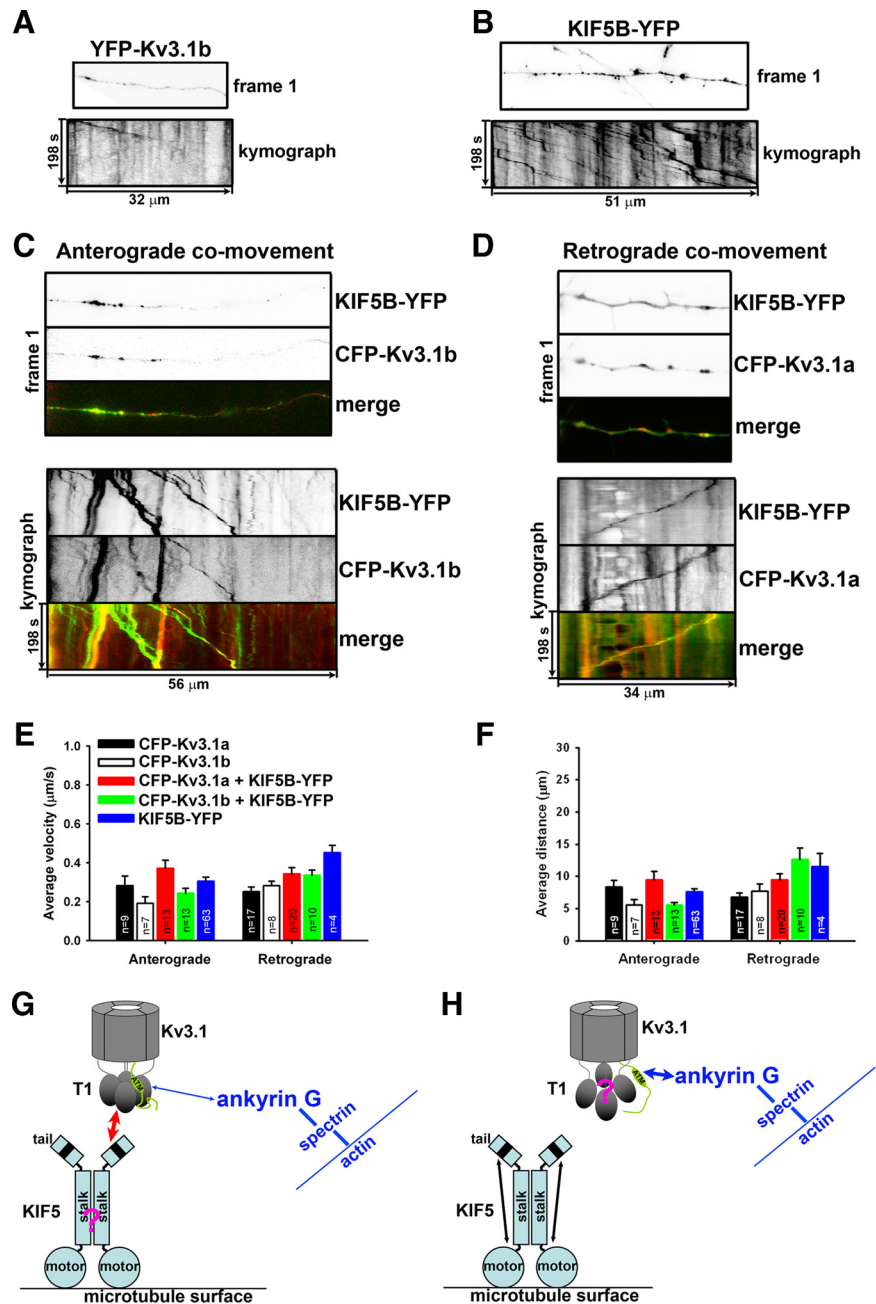 A
YFP-Kv3.1b
frame 1
198 s
kymograph
32 μm
B
KIF5B-YFP
frame 1
198 s
kymograph
51 μm
C
Anterograde co-movement
frame 1
KIF5B-YFP
CFP-Kv3.1b
merge
kymograph
KIF5B-YFP
CFP-Kv3.1b
198 s
merge
56 μm
D
Retrograde co-movement
frame 1
KIF5B-YFP
CFP-Kv3.1a
merge
kymograph
KIF5B-YFP
CFP-Kv3.1a
198 s
merge
34 μm
E
CFP-Kv3.1a
CFP-Kv3.1b
CFP-Kv3.1a + KIF5B-YFP
CFP-Kv3.1b + KIF5B-YFP
KIF5B-YFP
Average velocity (μm/s)
1.0
0.8
0.6
0.4
0.2
0.0
n=9
n=7
n=13
n=13
n=63
n=17
n=8
n=20
n=10
n=4
Anterograde
Retrograde
F
Average distance (μm)
30
25
20
15
10
5
0
n=9
n=7
n=13
n=13
n=63
n=17
n=8
n=20
n=10
n=4
Anterograde
Retrograde
G
Kv3.1
T1
ATM
ankyrin G
spectrin
actin
tail
KIF5
stalk
stalk
?
motor
motor
microtubule surface
H
Kv3.1
T1
?
ATM
ankyrin G
spectrin
actin
tail
KIF5
stalk
stalk
motor
motor
microtubule surface